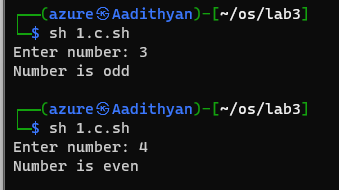 ┌──(azure㉿Aadithyan)-[~/os/lab3]
└─$ sh 1.c.sh
Enter number: 3
Number is odd
┌──(azure㉿Aadithyan)-[~/os/lab3]
└─$ sh 1.c.sh
Enter number: 4
Number is even